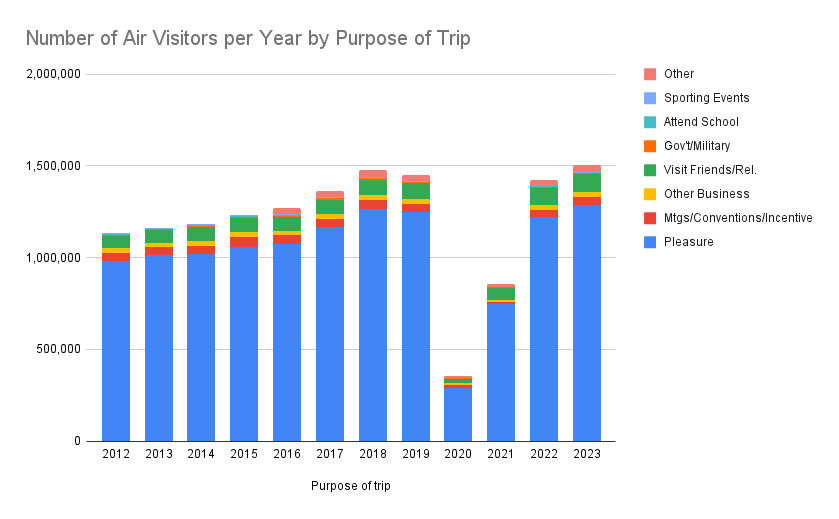 Number of Air Visitors per Year by Purpose of Trip
2,000,000
1,500,000
1,000,000
500,000
0
2012 2013 2014 2015 2016 2017 2018 2019 2020 2021 2022 2023
Purpose of trip
Other
Sporting Events
Attend School
Gov't/Military
Visit Friends/Rel.
Other Business
Mtgs/Conventions/Incentive
Pleasure